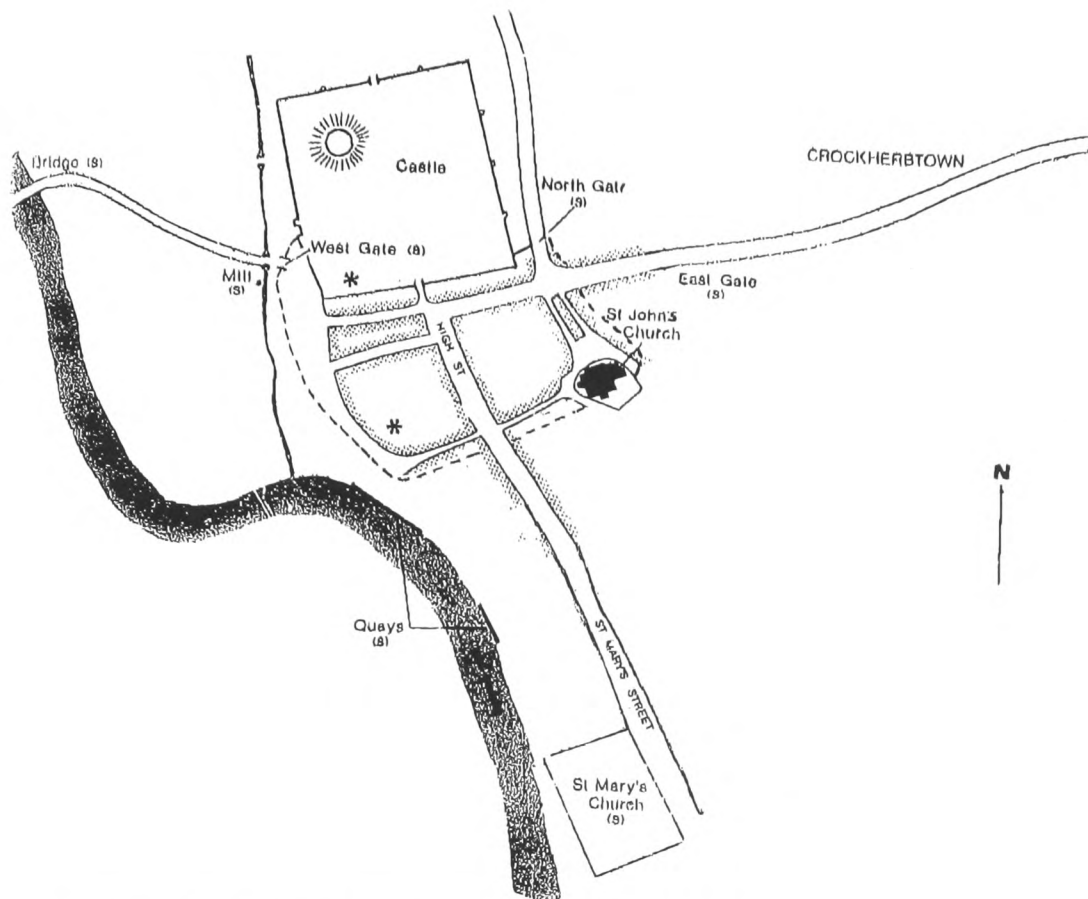 Bridge (s)
Castle
CROCKHERBTOWN
North Gate
(s)
West Gate (s)
Mill
(s)
East Gate
(s)
St John's
Church
HIGH ST
N
Quays
(s)
ST MARY'S STREET
St Mary's
Church
(s)